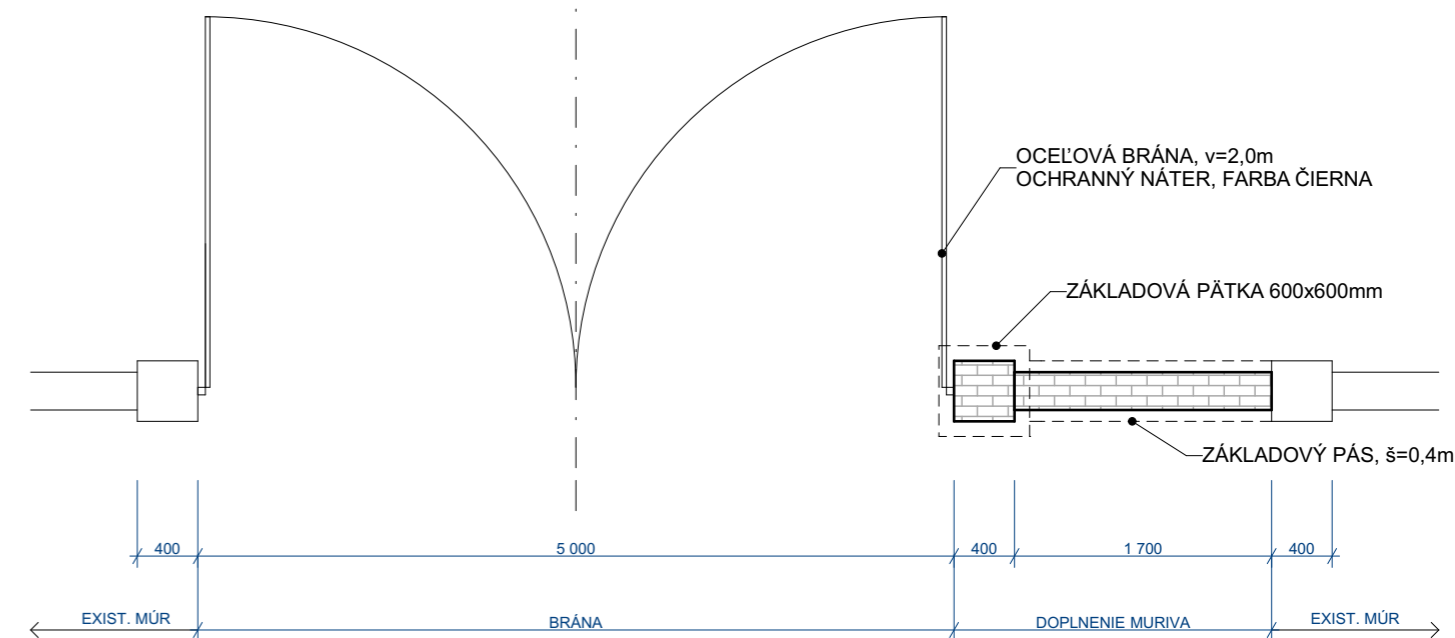 OCEĽOVÁ BRÁNA, v=2,0m
OCHRANNÝ NÁTER, FARBA ČIERNA
ZÁKLADOVÁ PÄTKA 600x600mm
ZÁKLADOVÝ PÁS, š=0,4m
400
5 000
400
1 700
400
EXIST. MÚR
BRÁNA
DOPLNENIE MURIVA
EXIST. MÚR